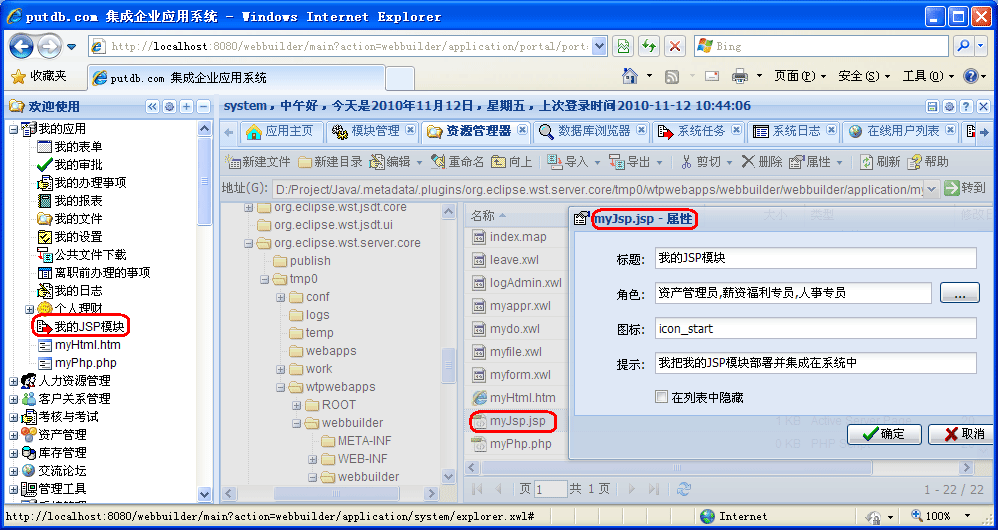 putdb.com 集成企业应用系统 - Windows Internet Explorer
http://localhost:8080/webbuilder/main?action=webbuilder/application/portal/port
Bing
收藏夹
putdb.com 集成企业应用系统
页面(P)
安全(S)
工具(O)
欢迎使用
system，中午好，今天是2010年11月12日，星期五，上次登录时间2010-11-12 10:44:06
我的应用
我的表单
我的审批
我的办理事项
我的报表
我的文件
我的设置
公共文件下载
离职前办理的事项
我的日志
个人理财
我的JSP模块
myHtml.htm
myPhp.php
人力资源管理
客户关系管理
考核与考试
资产管理
库存管理
交流论坛
管理工具
应用主页
模块管理
资源管理器
数据库浏览器
系统任务
系统日志
在线用户列表
新建文件
新建目录
编辑
重命名
向上
导入
导出
剪切
删除
属性
刷新
帮助
地址(G):
D:/Project/Java/.metadata/.plugins/org.eclipse.wst.server.core/tmp0/wtpwebapps/webbuilder/webbuilder/application/my
转到
org.eclipse.wst.jsdt.core
org.eclipse.wst.jsdt.ui
org.eclipse.wst.server.core
publish
tmp0
conf
logs
temp
webapps
work
wtpwebapps
ROOT
webbuilder
META-INF
WEB-INF
webbuilder
名称
大小
类型
index.map
leave.xwl
logAdmin.xwl
myappr.xwl
mydo.xwl
myfile.xwl
myform.xwl
myHtml.htm
myJsp.jsp
myPhp.php
myJsp.jsp - 属性
标题:
我的JSP模块
角色:
资产管理员,薪资福利专员,人事专员
...
图标:
icon_start
提示:
我把我的JSP模块部署并集成在系统中
在列表中隐藏
确定
取消
页
1
共 1 页
1 - 22 / 22
http://localhost:8080/webbuilder/main?action=webbuilder/application/system/explorer.xwl#
Internet
100%